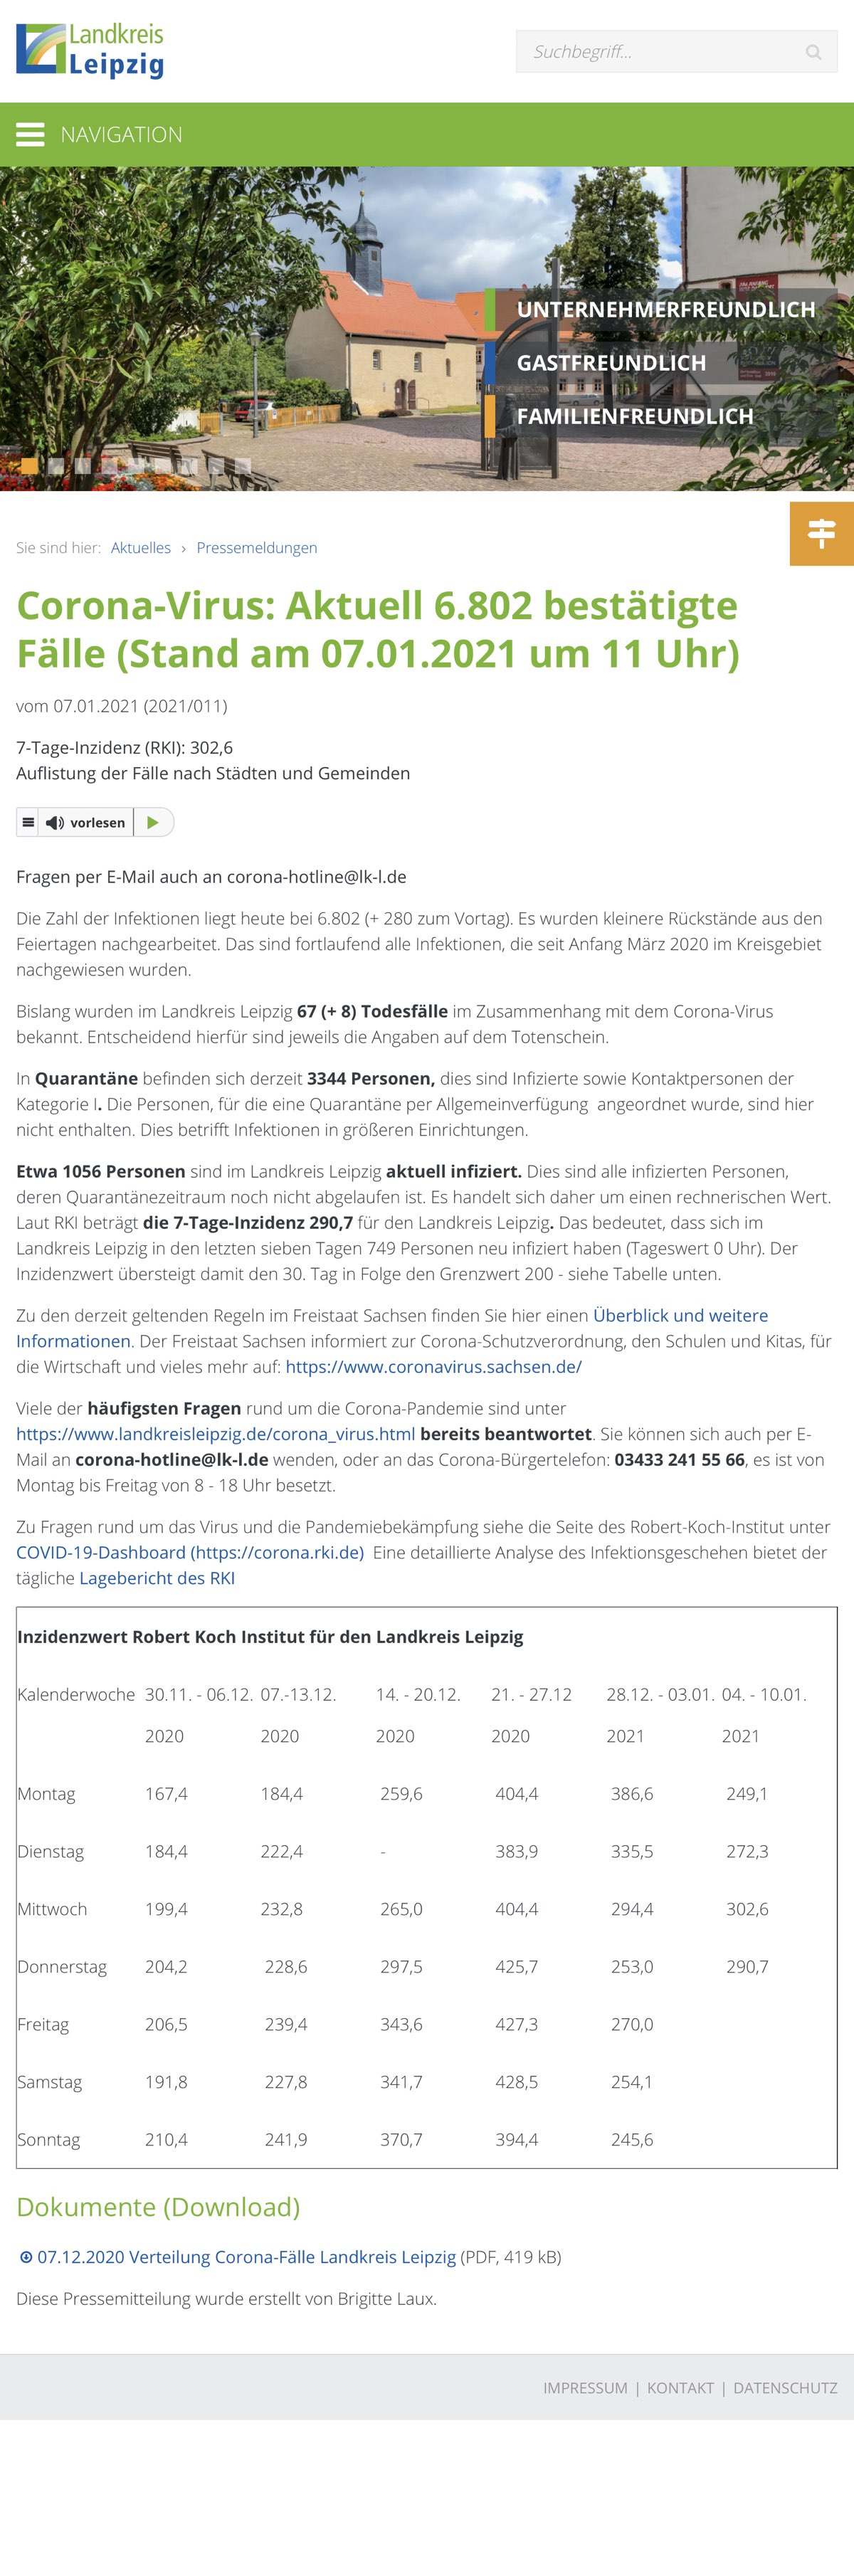 Landkreis
Leipzig
Suchbegriff...
NAVIGATION
UNTERNEHMERFREUNDLICH
GASTFREUNDLICH
FAMILIENFREUNDLICH
Sie sind hier: Aktuelles › Pressemeldungen
Corona-Virus: Aktuell 6.802 bestätigte
Fälle (Stand am 07.01.2021 um 11 Uhr)
vom 07.01.2021 (2021/011)
7-Tage-Inzidenz (RKI): 302,6
Auflistung der Fälle nach Städten und Gemeinden
vorlesen
Fragen per E-Mail auch an corona-hotline@lk-l.de
Die Zahl der Infektionen liegt heute bei 6.802 (+ 280 zum Vortag). Es wurden kleinere Rückstände aus den
Feiertagen nachgearbeitet. Das sind fortlaufend alle Infektionen, die seit Anfang März 2020 im Kreisgebiet
nachgewiesen wurden.
Bislang wurden im Landkreis Leipzig 67 (+ 8) Todesfälle im Zusammenhang mit dem Corona-Virus
bekannt. Entscheidend hierfür sind jeweils die Angaben auf dem Totenschein.
In Quarantäne befinden sich derzeit 3344 Personen, dies sind Infizierte sowie Kontaktpersonen der
Kategorie I. Die Personen, für die eine Quarantäne per Allgemeinverfügung angeordnet wurde, sind hier
nicht enthalten. Dies betrifft Infektionen in größeren Einrichtungen.
Etwa 1056 Personen sind im Landkreis Leipzig aktuell infiziert. Dies sind alle infizierten Personen,
deren Quarantänezeitraum noch nicht abgelaufen ist. Es handelt sich daher um einen rechnerischen Wert.
Laut RKI beträgt die 7-Tage-Inzidenz 290,7 für den Landkreis Leipzig. Das bedeutet, dass sich im
Landkreis Leipzig in den letzten sieben Tagen 749 Personen neu infiziert haben (Tageswert 0 Uhr). Der
Inzidenzwert übersteigt damit den 30. Tag in Folge den Grenzwert 200 - siehe Tabelle unten.
Zu den derzeit geltenden Regeln im Freistaat Sachsen finden Sie hier einen Überblick und weitere
Informationen. Der Freistaat Sachsen informiert zur Corona-Schutzverordnung, den Schulen und Kitas, für
die Wirtschaft und vieles mehr auf: https://www.coronavirus.sachsen.de/
Viele der häufigsten Fragen rund um die Corona-Pandemie sind unter
https://www.landkreisleipzig.de/corona_virus.html bereits beantwortet. Sie können sich auch per E-
Mail an corona-hotline@lk-l.de wenden, oder an das Corona-Bürgertelefon: 03433 241 55 66, es ist von
Montag bis Freitag von 8 - 18 Uhr besetzt.
Zu Fragen rund um das Virus und die Pandemiebekämpfung siehe die Seite des Robert-Koch-Institut unter
COVID-19-Dashboard (https://corona.rki.de) Eine detaillierte Analyse des Infektionsgeschehen bietet der
tägliche Lagebericht des RKI
Inzidenzwert Robert Koch Institut für den Landkreis Leipzig
Kalenderwoche 30.11. - 06.12. 07.-13.12. 14. - 20.12. 21. - 27.12 28.12. - 03.01. 04. - 10.01.
2020 2020 2020 2020 2021 2021
Montag 167,4 184,4 259,6 404,4 386,6 249,1
Dienstag 184,4 222,4 - 383,9 335,5 272,3
Mittwoch 199,4 232,8 265,0 404,4 294,4 302,6
Donnerstag 204,2 228,6 297,5 425,7 253,0 290,7
Freitag 206,5 239,4 343,6 427,3 270,0
Samstag 191,8 227,8 341,7 428,5 254,1
Sonntag 210,4 241,9 370,7 394,4 245,6
Dokumente (Download)
07.12.2020 Verteilung Corona-Fälle Landkreis Leipzig (PDF, 419 kB)
Diese Pressemitteilung wurde erstellt von Brigitte Laux.
IMPRESSUM | KONTAKT | DATENSCHUTZ